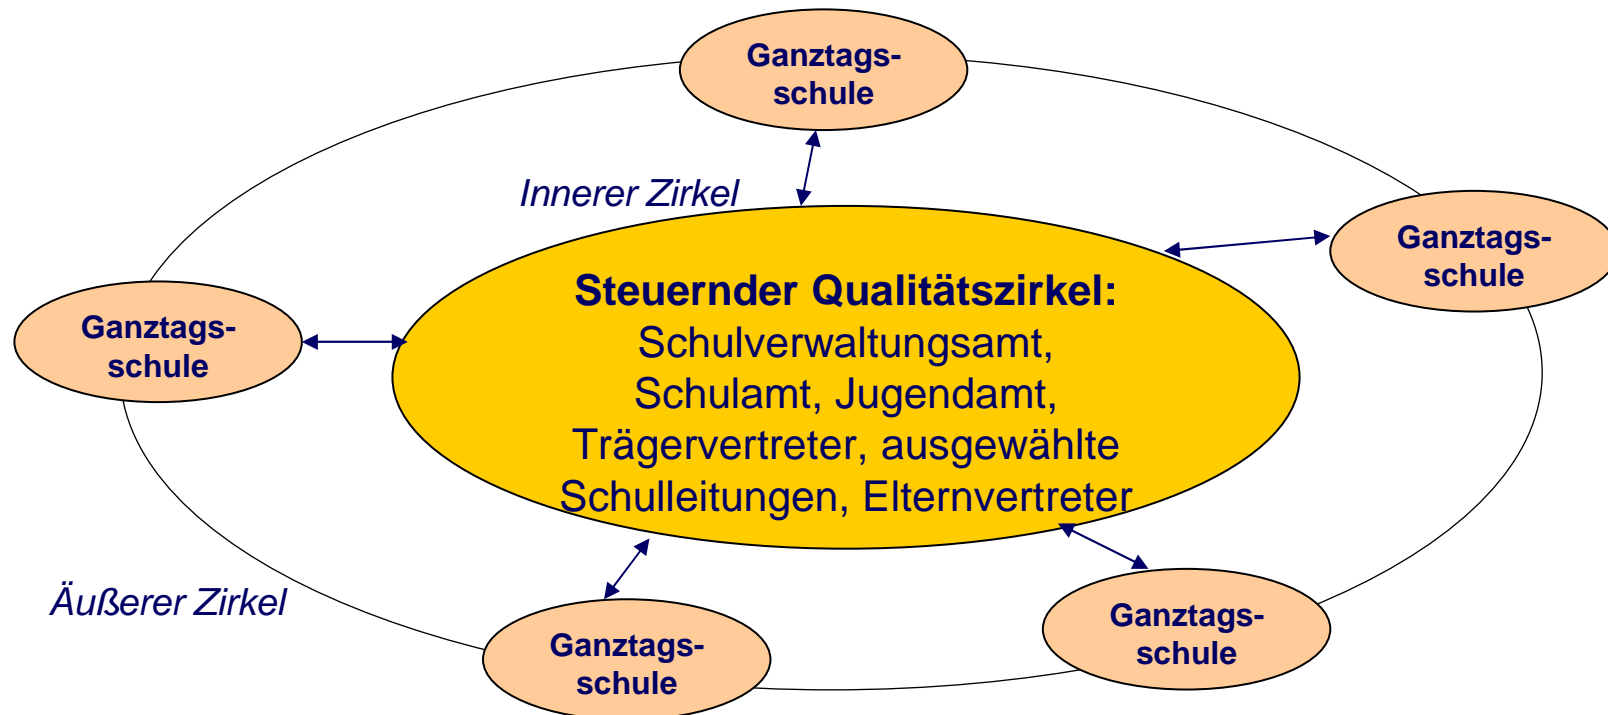 Ganztags-
schule
Innerer Zirkel
Ganztags-
schule
Steuernder Qualitätszirkel:
Schulverwaltungsamt,
Schulamt, Jugendamt,
Trägervertreter, ausgewählte
Schulleitungen, Elternvertreter
Ganztags-
schule
Äußerer Zirkel
Ganztags-
schule
Ganztags-
schule